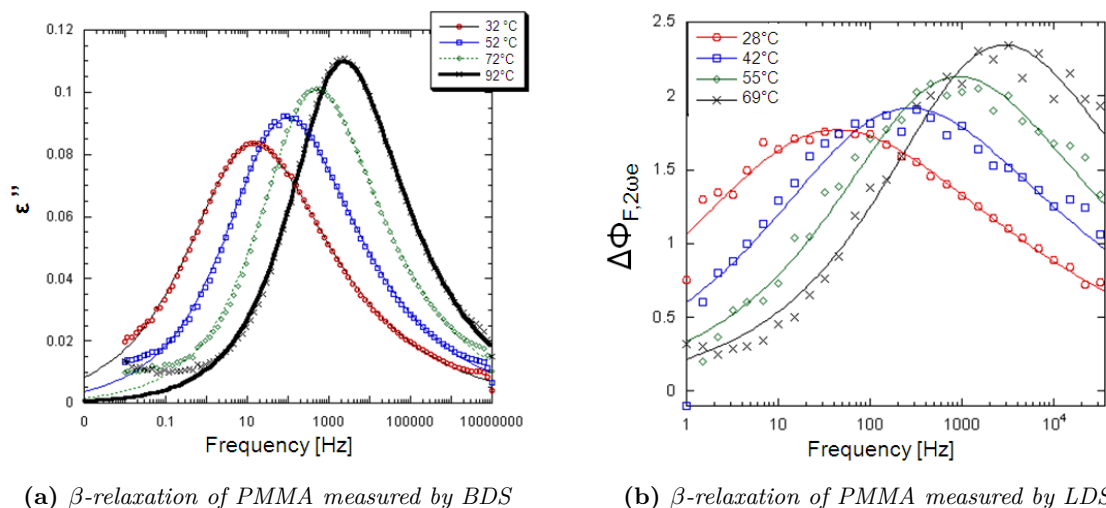 0.12
0.1
0.08
0.06
0.04
0.02
0
ε”
32 °C
52 °C
72°C
92°C
0 0.1 10 1000 100000 10000000
Frequency [Hz]
(a) β-relaxation of PMMA measured by BDS
2.5
2
1.5
1
0.5
0
ΔΦF,2ωe
28°C
42°C
55°C
69°C
1 10 100 1000 10⁴
Frequency [Hz]
(b) β-relaxation of PMMA measured by LDS